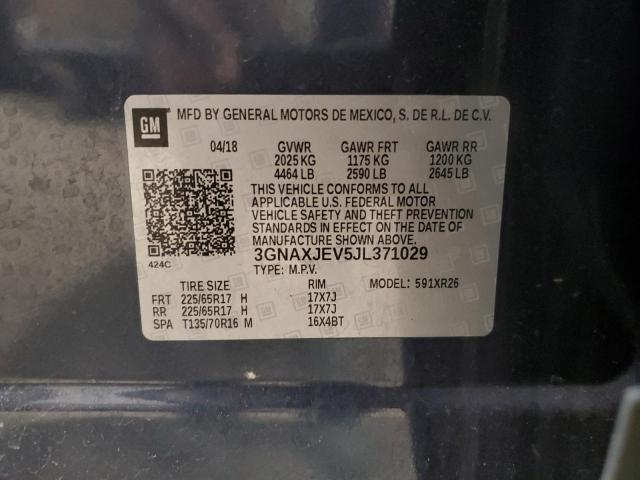 GM
MFD BY GENERAL MOTORS DE MEXICO, S. DE R.L. DE C.V.
04/18 GVWR GAWR FRT GAWR RR
2025 KG 1175 KG 1200 KG
4464 LB 2590 LB 2645 LB
THIS VEHICLE CONFORMS TO ALL
APPLICABLE U.S. FEDERAL MOTOR
VEHICLE SAFETY AND THEFT PREVENTION
STANDARDS IN EFFECT ON THE DATE OF
MANUFACTURE SHOWN ABOVE.
424C
3GNAXJEV5JL371029
TYPE: M.P.V.
TIRE SIZE RIM MODEL: 591XR26
FRT 225/65R17 H 17X7J
RR 225/65R17 H 17X7J
SPA T135/70R16 M 16X4BT